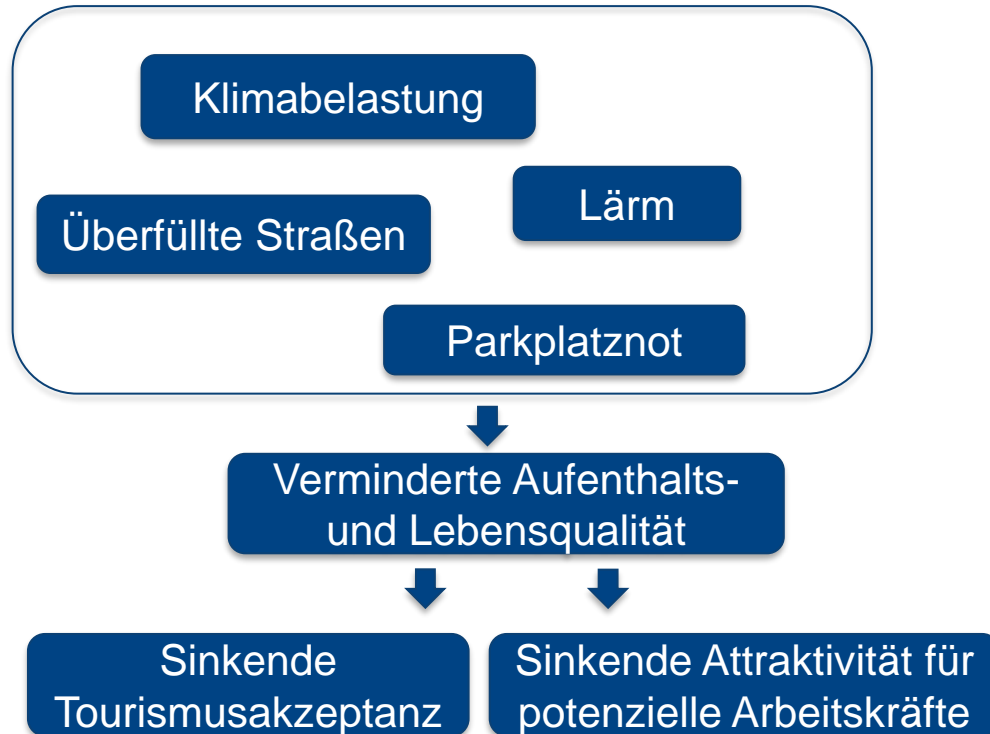 Klimabelastung
Lärm
Überfüllte Straßen
Parkplatznot
Verminderte Aufenthalts-
und Lebensqualität
Sinkende
Tourismusakzeptanz
Sinkende Attraktivität für
potenzielle Arbeitskräfte